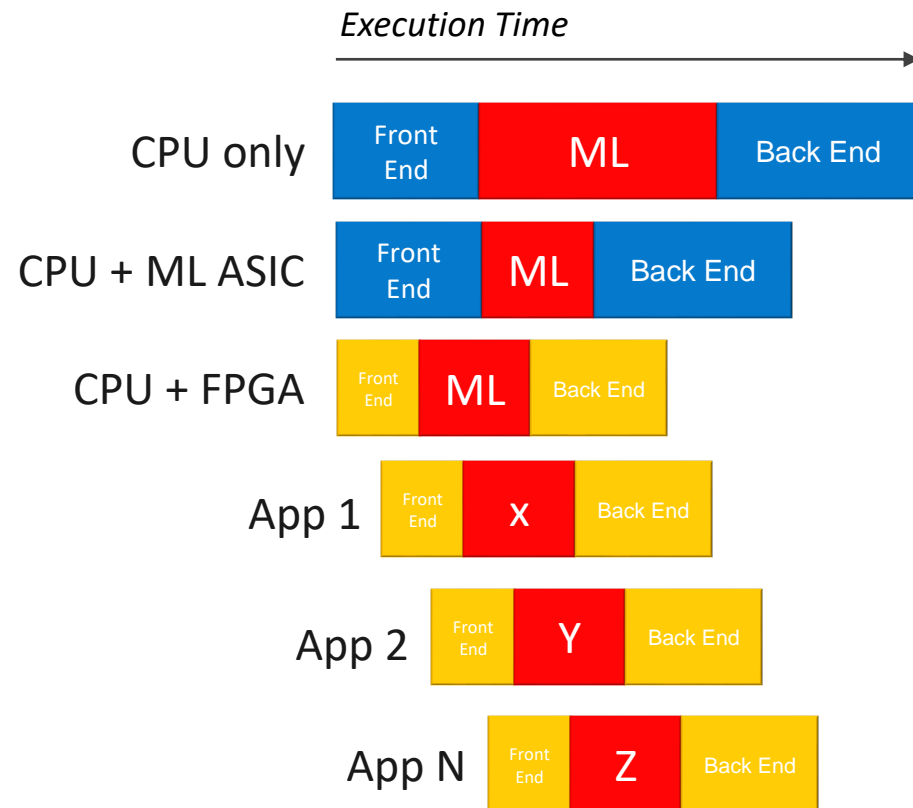 Execution Time
CPU only
Front
End
ML
Back End
CPU + ML ASIC
Front
End
ML
Back End
CPU + FPGA
Front
End
ML
Back End
App 1
Front
End
x
Back End
App 2
Front
End
Y
Back End
App N
Front
End
Z
Back End